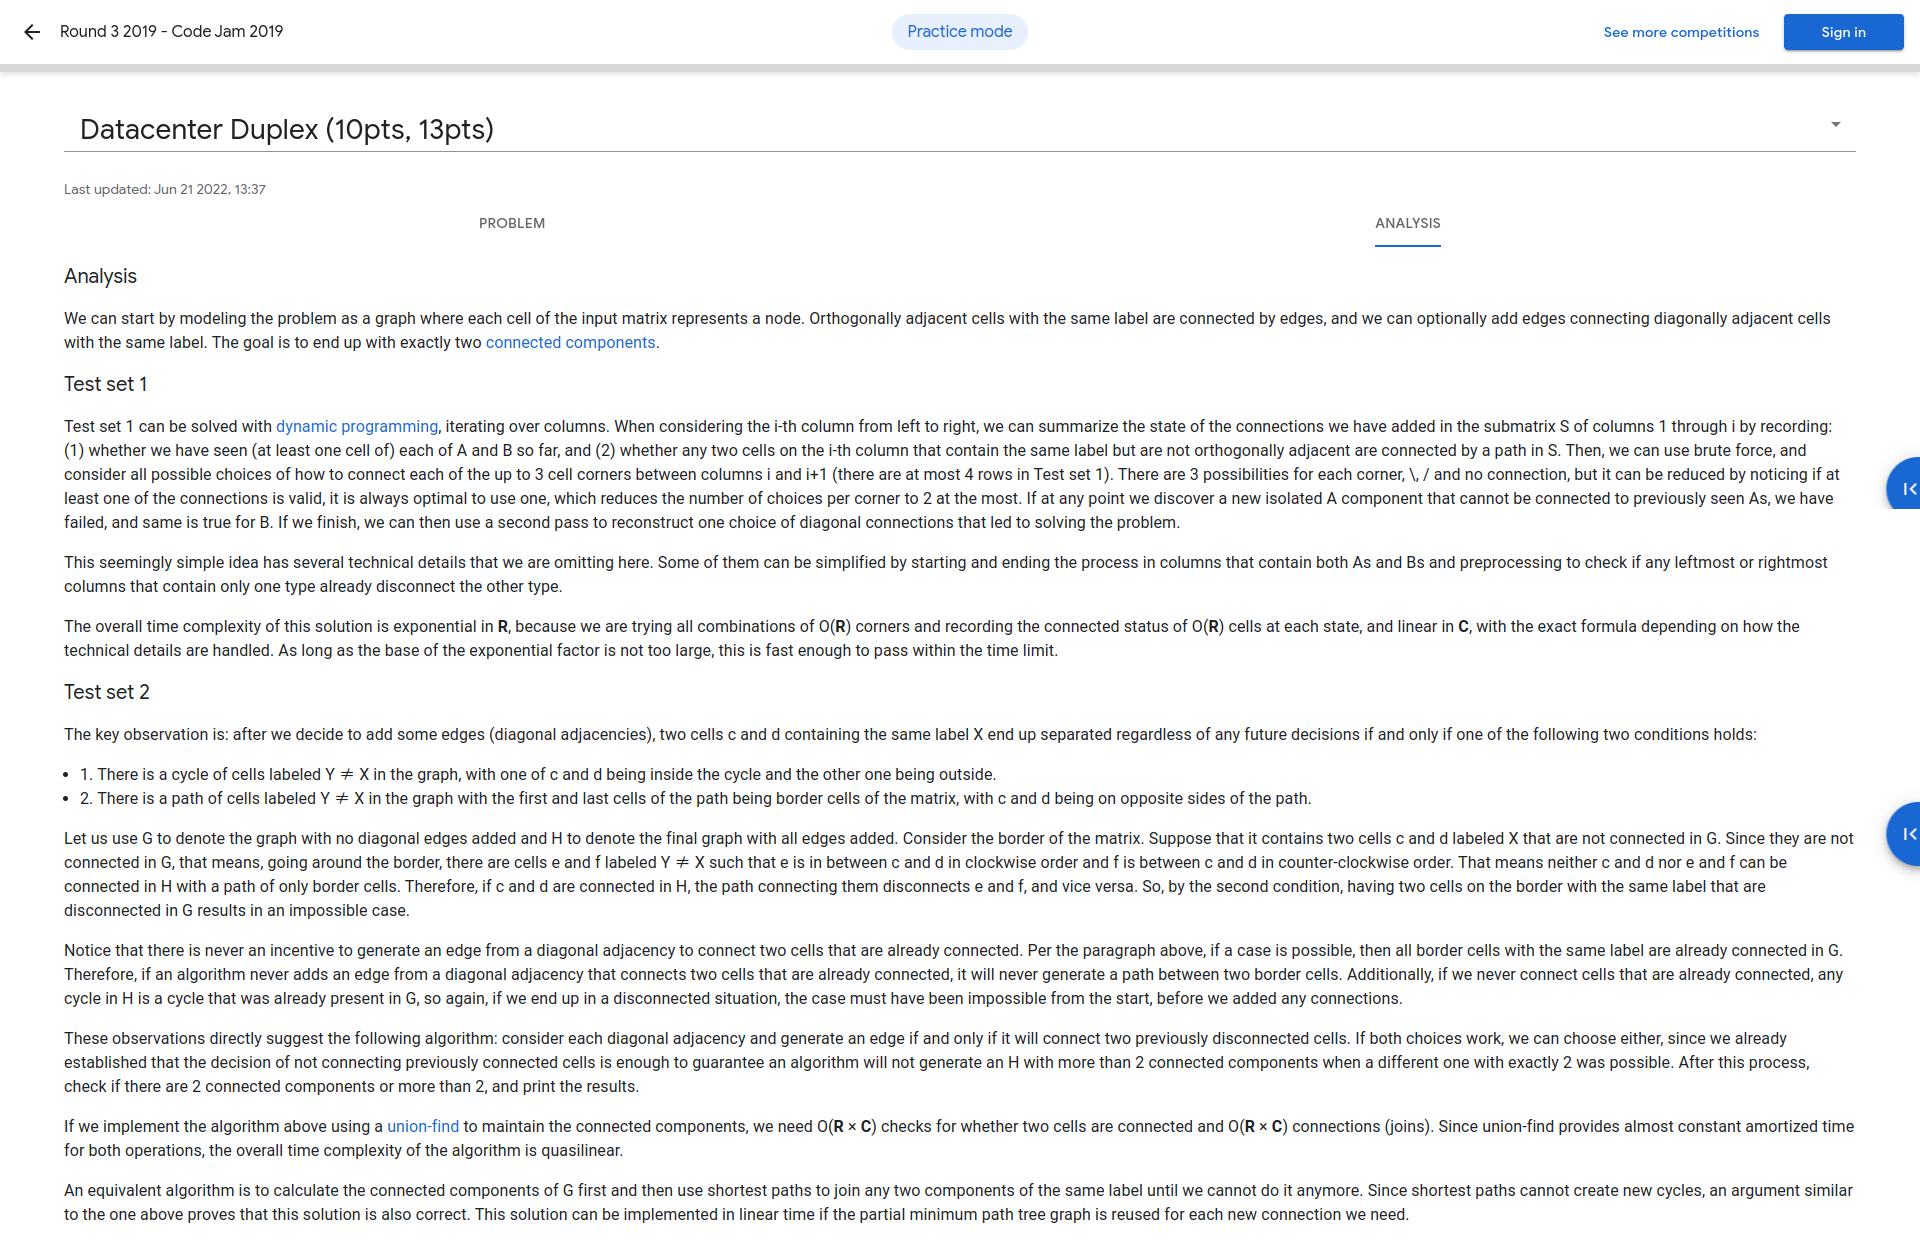 Round 3 2019 - Code Jam 2019
Practice mode
See more competitions
Sign in
Datacenter Duplex (10pts, 13pts)
Last updated: Jun 21 2022, 13:37
PROBLEM
ANALYSIS
Analysis
We can start by modeling the problem as a graph where each cell of the input matrix represents a node. Orthogonally adjacent cells with the same label are connected by edges, and we can optionally add edges connecting diagonally adjacent cells
with the same label. The goal is to end up with exactly two connected components.
Test set 1
Test set 1 can be solved with dynamic programming, iterating over columns. When considering the i-th column from left to right, we can summarize the state of the connections we have added in the submatrix S of columns 1 through i by recording:
(1) whether we have seen (at least one cell of) each of A and B so far, and (2) whether any two cells on the i-th column that contain the same label but are not orthogonally adjacent are connected by a path in S. Then, we can use brute force, and
consider all possible choices of how to connect each of the up to 3 cell corners between columns i and i+1 (there are at most 4 rows in Test set 1). There are 3 possibilities for each corner, \, / and no connection, but it can be reduced by noticing if at
least one of the connections is valid, it is always optimal to use one, which reduces the number of choices per corner to 2 at the most. If at any point we discover a new isolated A component that cannot be connected to previously seen As, we have
failed, and same is true for B. If we finish, we can then use a second pass to reconstruct one choice of diagonal connections that led to solving the problem.
This seemingly simple idea has several technical details that we are omitting here. Some of them can be simplified by starting and ending the process in columns that contain both As and Bs and preprocessing to check if any leftmost or rightmost
columns that contain only one type already disconnect the other type.
The overall time complexity of this solution is exponential in R, because we are trying all combinations of O(R) corners and recording the connected status of O(R) cells at each state, and linear in C, with the exact formula depending on how the
technical details are handled. As long as the base of the exponential factor is not too large, this is fast enough to pass within the time limit.
Test set 2
The key observation is: after we decide to add some edges (diagonal adjacencies), two cells c and d containing the same label X end up separated regardless of any future decisions if and only if one of the following two conditions holds:
• 1. There is a cycle of cells labeled Y ≠ X in the graph, with one of c and d being inside the cycle and the other one being outside.
• 2. There is a path of cells labeled Y ≠ X in the graph with the first and last cells of the path being border cells of the matrix, with c and d being on opposite sides of the path.
Let us use G to denote the graph with no diagonal edges added and H to denote the final graph with all edges added. Consider the border of the matrix. Suppose that it contains two cells c and d labeled X that are not connected in G. Since they are not
connected in G, that means, going around the border, there are cells e and f labeled Y ≠ X such that e is in between c and d in clockwise order and f is between c and d in counter-clockwise order. That means neither c and d nor e and f can be
connected in H with a path of only border cells. Therefore, if c and d are connected in H, the path connecting them disconnects e and f, and vice versa. So, by the second condition, having two cells on the border with the same label that are
disconnected in G results in an impossible case.
Notice that there is never an incentive to generate an edge from a diagonal adjacency to connect two cells that are already connected. Per the paragraph above, if a case is possible, then all border cells with the same label are already connected in G.
Therefore, if an algorithm never adds an edge from a diagonal adjacency that connects two cells that are already connected, it will never generate a path between two border cells. Additionally, if we never connect cells that are already connected, any
cycle in H is a cycle that was already present in G, so again, if we end up in a disconnected situation, the case must have been impossible from the start, before we added any connections.
These observations directly suggest the following algorithm: consider each diagonal adjacency and generate an edge if and only if it will connect two previously disconnected cells. If both choices work, we can choose either, since we already
established that the decision of not connecting previously connected cells is enough to guarantee an algorithm will not generate an H with more than 2 connected components when a different one with exactly 2 was possible. After this process,
check if there are 2 connected components or more than 2, and print the results.
If we implement the algorithm above using a union-find to maintain the connected components, we need O(R × C) checks for whether two cells are connected and O(R × C) connections (joins). Since union-find provides almost constant amortized time
for both operations, the overall time complexity of the algorithm is quasilinear.
An equivalent algorithm is to calculate the connected components of G first and then use shortest paths to join any two components of the same label until we cannot do it anymore. Since shortest paths cannot create new cycles, an argument similar
to the one above proves that this solution is also correct. This solution can be implemented in linear time if the partial minimum path tree graph is reused for each new connection we need.